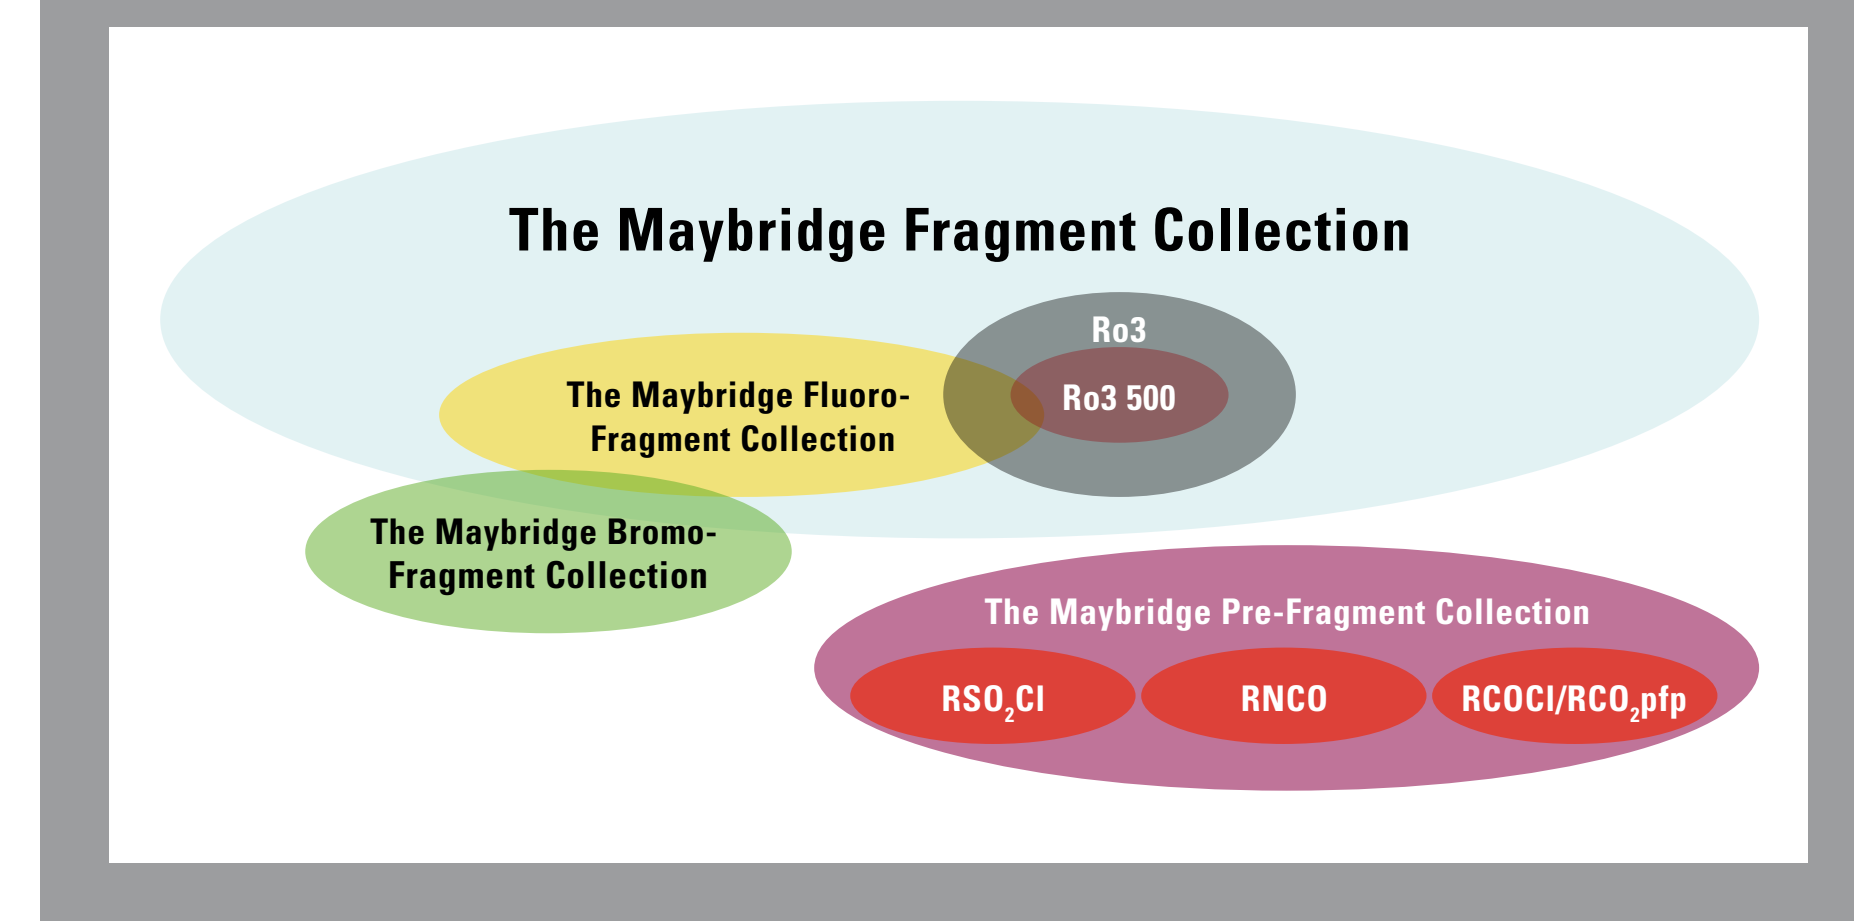 The Maybridge Fragment Collection
Ro3
The Maybridge Fluoro-
Fragment Collection
Ro3 500
The Maybridge Bromo-
Fragment Collection
The Maybridge Pre-Fragment Collection
RSO₂Cl
RNCO
RCOCl/RCO₂pfp